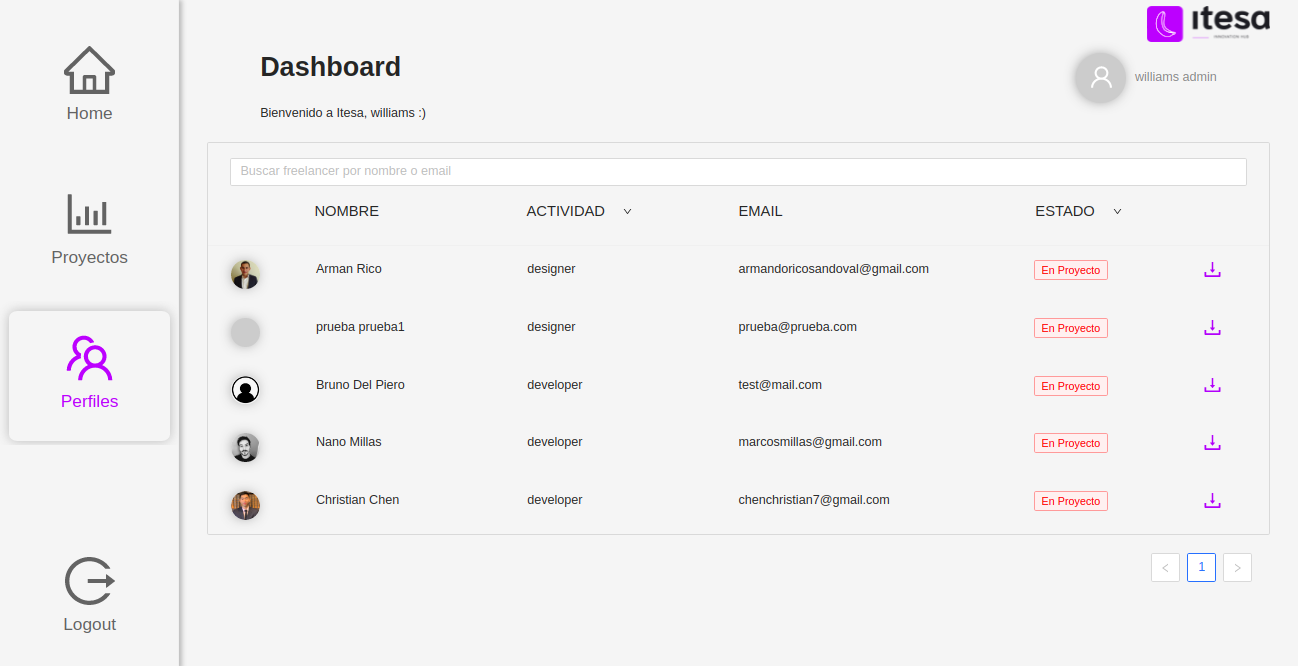 itesa
INNOVATION HUB
Dashboard
williams admin
Bienvenido a Itesa, williams :)
Home
Proyectos
Perfiles
Logout
Buscar freelancer por nombre o email
NOMBRE ACTIVIDAD EMAIL ESTADO
Arman Rico designer armandoricosandoval@gmail.com En Proyecto
prueba prueba1 designer prueba@prueba.com En Proyecto
Bruno Del Piero developer test@mail.com En Proyecto
Nano Millas developer marcosmillas@gmail.com En Proyecto
Christian Chen developer chenchristian7@gmail.com En Proyecto
< 1 >